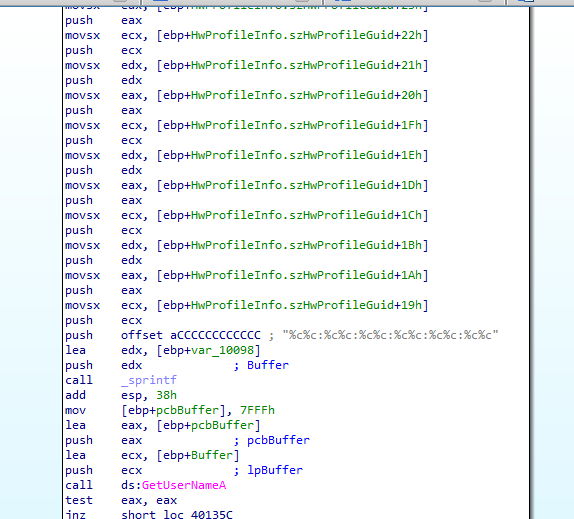 movsx eax, [ebp+HwProfileInfo.szHwProfileGuid+23h]
push eax
movsx ecx, [ebp+HwProfileInfo.szHwProfileGuid+22h]
push ecx
movsx edx, [ebp+HwProfileInfo.szHwProfileGuid+21h]
push edx
movsx eax, [ebp+HwProfileInfo.szHwProfileGuid+20h]
push eax
movsx ecx, [ebp+HwProfileInfo.szHwProfileGuid+1Fh]
push ecx
movsx edx, [ebp+HwProfileInfo.szHwProfileGuid+1Eh]
push edx
movsx eax, [ebp+HwProfileInfo.szHwProfileGuid+1Dh]
push eax
movsx ecx, [ebp+HwProfileInfo.szHwProfileGuid+1Ch]
push ecx
movsx edx, [ebp+HwProfileInfo.szHwProfileGuid+1Bh]
push edx
movsx eax, [ebp+HwProfileInfo.szHwProfileGuid+1Ah]
push eax
movsx ecx, [ebp+HwProfileInfo.szHwProfileGuid+19h]
push ecx
push offset aCCCCCCCCCCCC ; "%c%c:%c%c:%c%c:%c%c:%c%c:%c%c"
lea edx, [ebp+var_10098]
push edx ; Buffer
call _sprintf
add esp, 38h
mov [ebp+pcbBuffer], 7FFFh
lea eax, [ebp+pcbBuffer]
push eax ; pcbBuffer
lea ecx, [ebp+Buffer]
push ecx ; lpBuffer
call ds:GetUserNameA
test eax, eax
jnz short loc_40135C